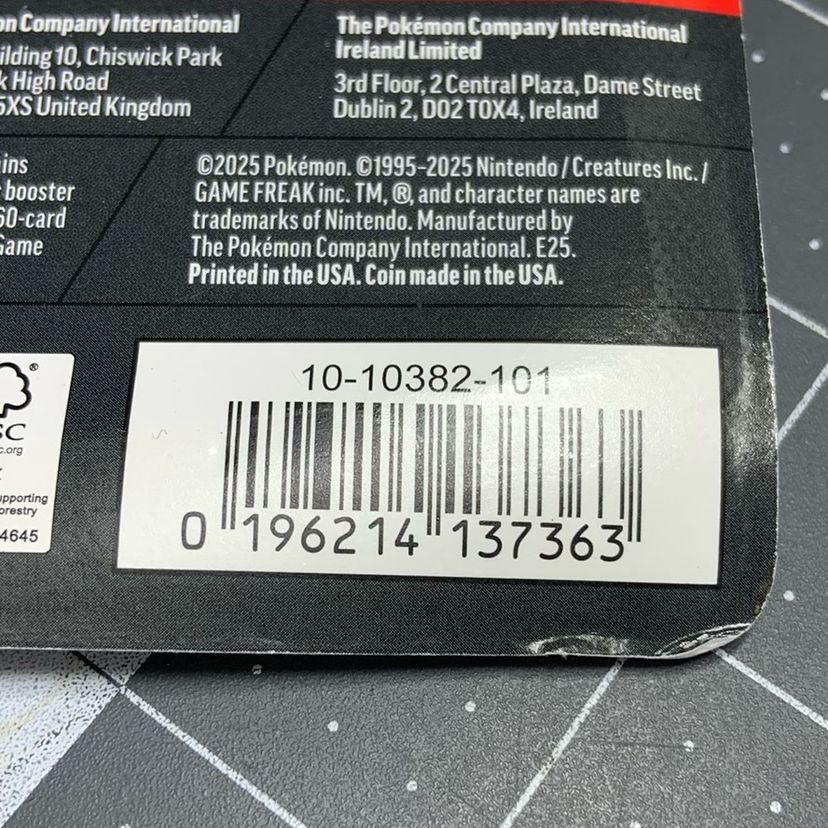 on Company International
ilding 10, Chiswick Park
k High Road
5XS United Kingdom
The Pokémon Company International
Ireland Limited
3rd Floor, 2 Central Plaza, Dame Street
Dublin 2, D02 T0X4, Ireland
ins
booster
60-card
Game
©2025 Pokémon. ©1995–2025 Nintendo / Creatures Inc. /
GAME FREAK inc. TM, ®, and character names are
trademarks of Nintendo. Manufactured by
The Pokémon Company International. E25.
Printed in the USA. Coin made in the USA.
®
SC
c.org
upporting
orestry
4645
10-10382-101
0 196214 137363